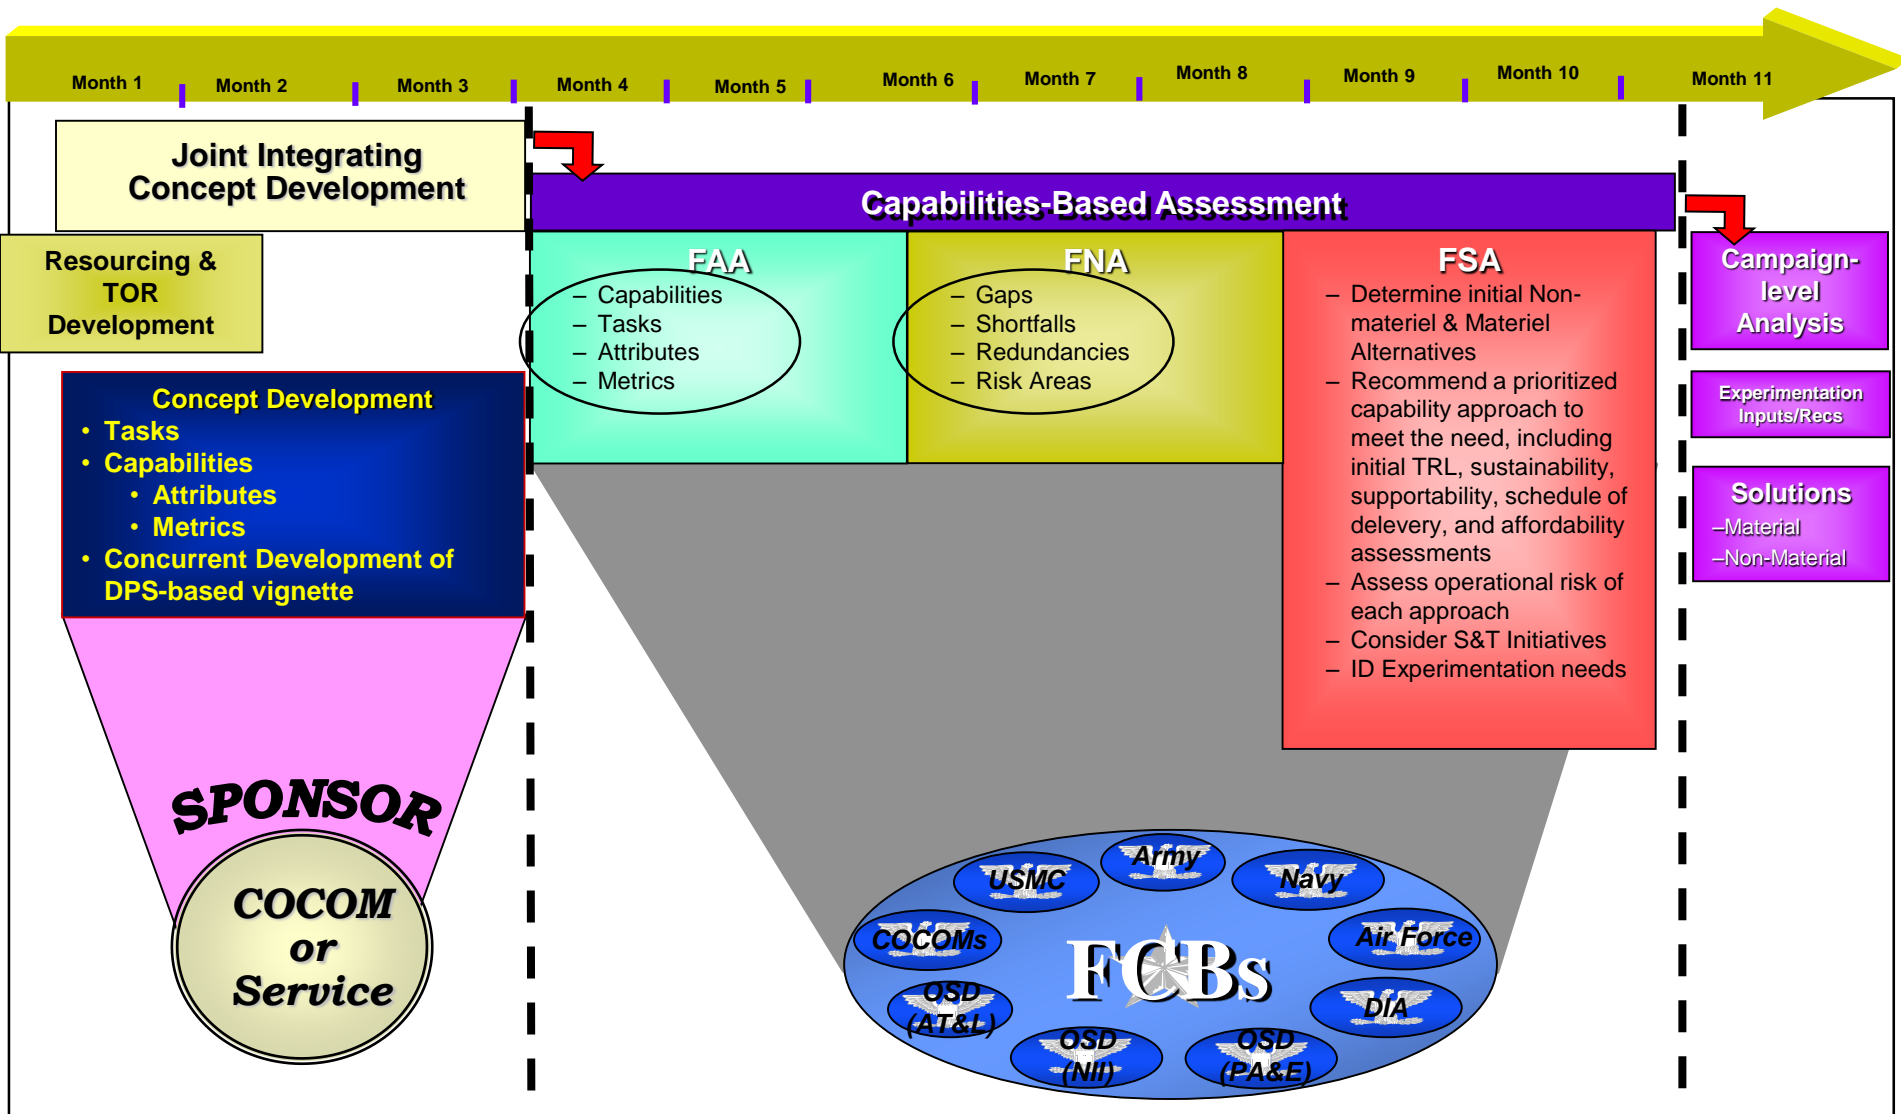 Month 1
Month 2
Month 3
Month 4
Month 5
Month 6
Month 7
Month 8
Month 9
Month 10
Month 11
Joint Integrating
Concept Development
Capabilities-Based Assessment
Resourcing &
TOR
Development
Concept Development
• Tasks
• Capabilities
• Attributes
• Metrics
• Concurrent Development of
DPS-based vignette
FAA
– Capabilities
– Tasks
– Attributes
– Metrics
FNA
– Gaps
– Shortfalls
– Redundancies
– Risk Areas
FSA
– Determine initial Non-
materiel & Materiel
Alternatives
– Recommend a prioritized
capability approach to
meet the need, including
initial TRL, sustainability,
supportability, schedule of
delevery, and affordability
assessments
– Assess operational risk of
each approach
– Consider S&T Initiatives
– ID Experimentation needs
Campaign-
level
Analysis
Experimentation
Inputs/Recs
Solutions
–Material
–Non-Material
SPONSOR
COCOM
or
Service
FCBs
Army
Navy
Air Force
DIA
OSD
(PA&E)
OSD
(NII)
OSD
(AT&L)
COCOMs
USMC